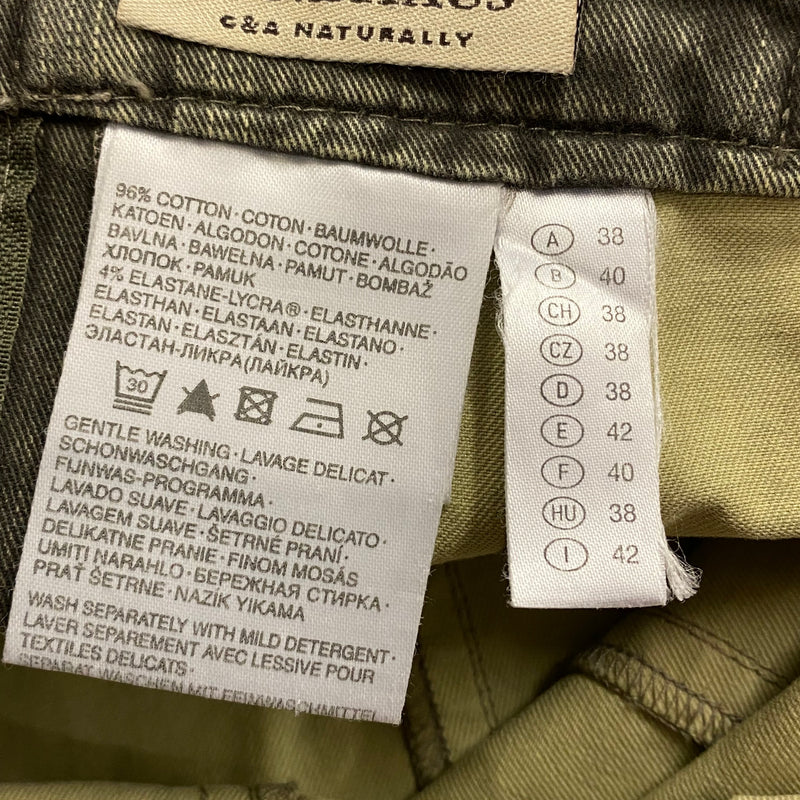 C&A NATURALLY
96% COTTON · COTON · BAUMWOLLE ·
KATOEN · ALGODON · COTONE · ALGODÃO
BAVLNA · BAWEŁNA · PAMUT · BOMBAŽ
ХЛОПОК · PAMUK
4% ELASTANE-LYCRA® · ELASTHANNE ·
ELASTHAN · ELASTAAN · ELASTANO ·
ELASTAN · ELASZTÁN · ELASTIN ·
ЭЛАСТАН-ЛИКРА(ЛАЙКРА)
30
GENTLE WASHING · LAVAGE DELICAT ·
SCHONWASCHGANG ·
FIJNWAS-PROGRAMMA ·
LAVADO SUAVE · LAVAGGIO DELICATO ·
LAVAGEM SUAVE · ŠETRNÉ PRANÍ ·
DELIKATNE PRANIE · FINOM MOSÁS
UMITI NARAHLO · БЕРЕЖНАЯ СТИРКА ·
PRAŤ ŠETRNE · NAZİK YIKAMA
WASH SEPARATELY WITH MILD DETERGENT ·
LAVER SEPAREMENT AVEC LESSIVE POUR
TEXTILES DELICATS ·
SEPARAT WASCHEN MIT FEINWASCHMITTEL
A 38
B 40
CH 38
CZ 38
D 38
E 42
F 40
HU 38
I 42